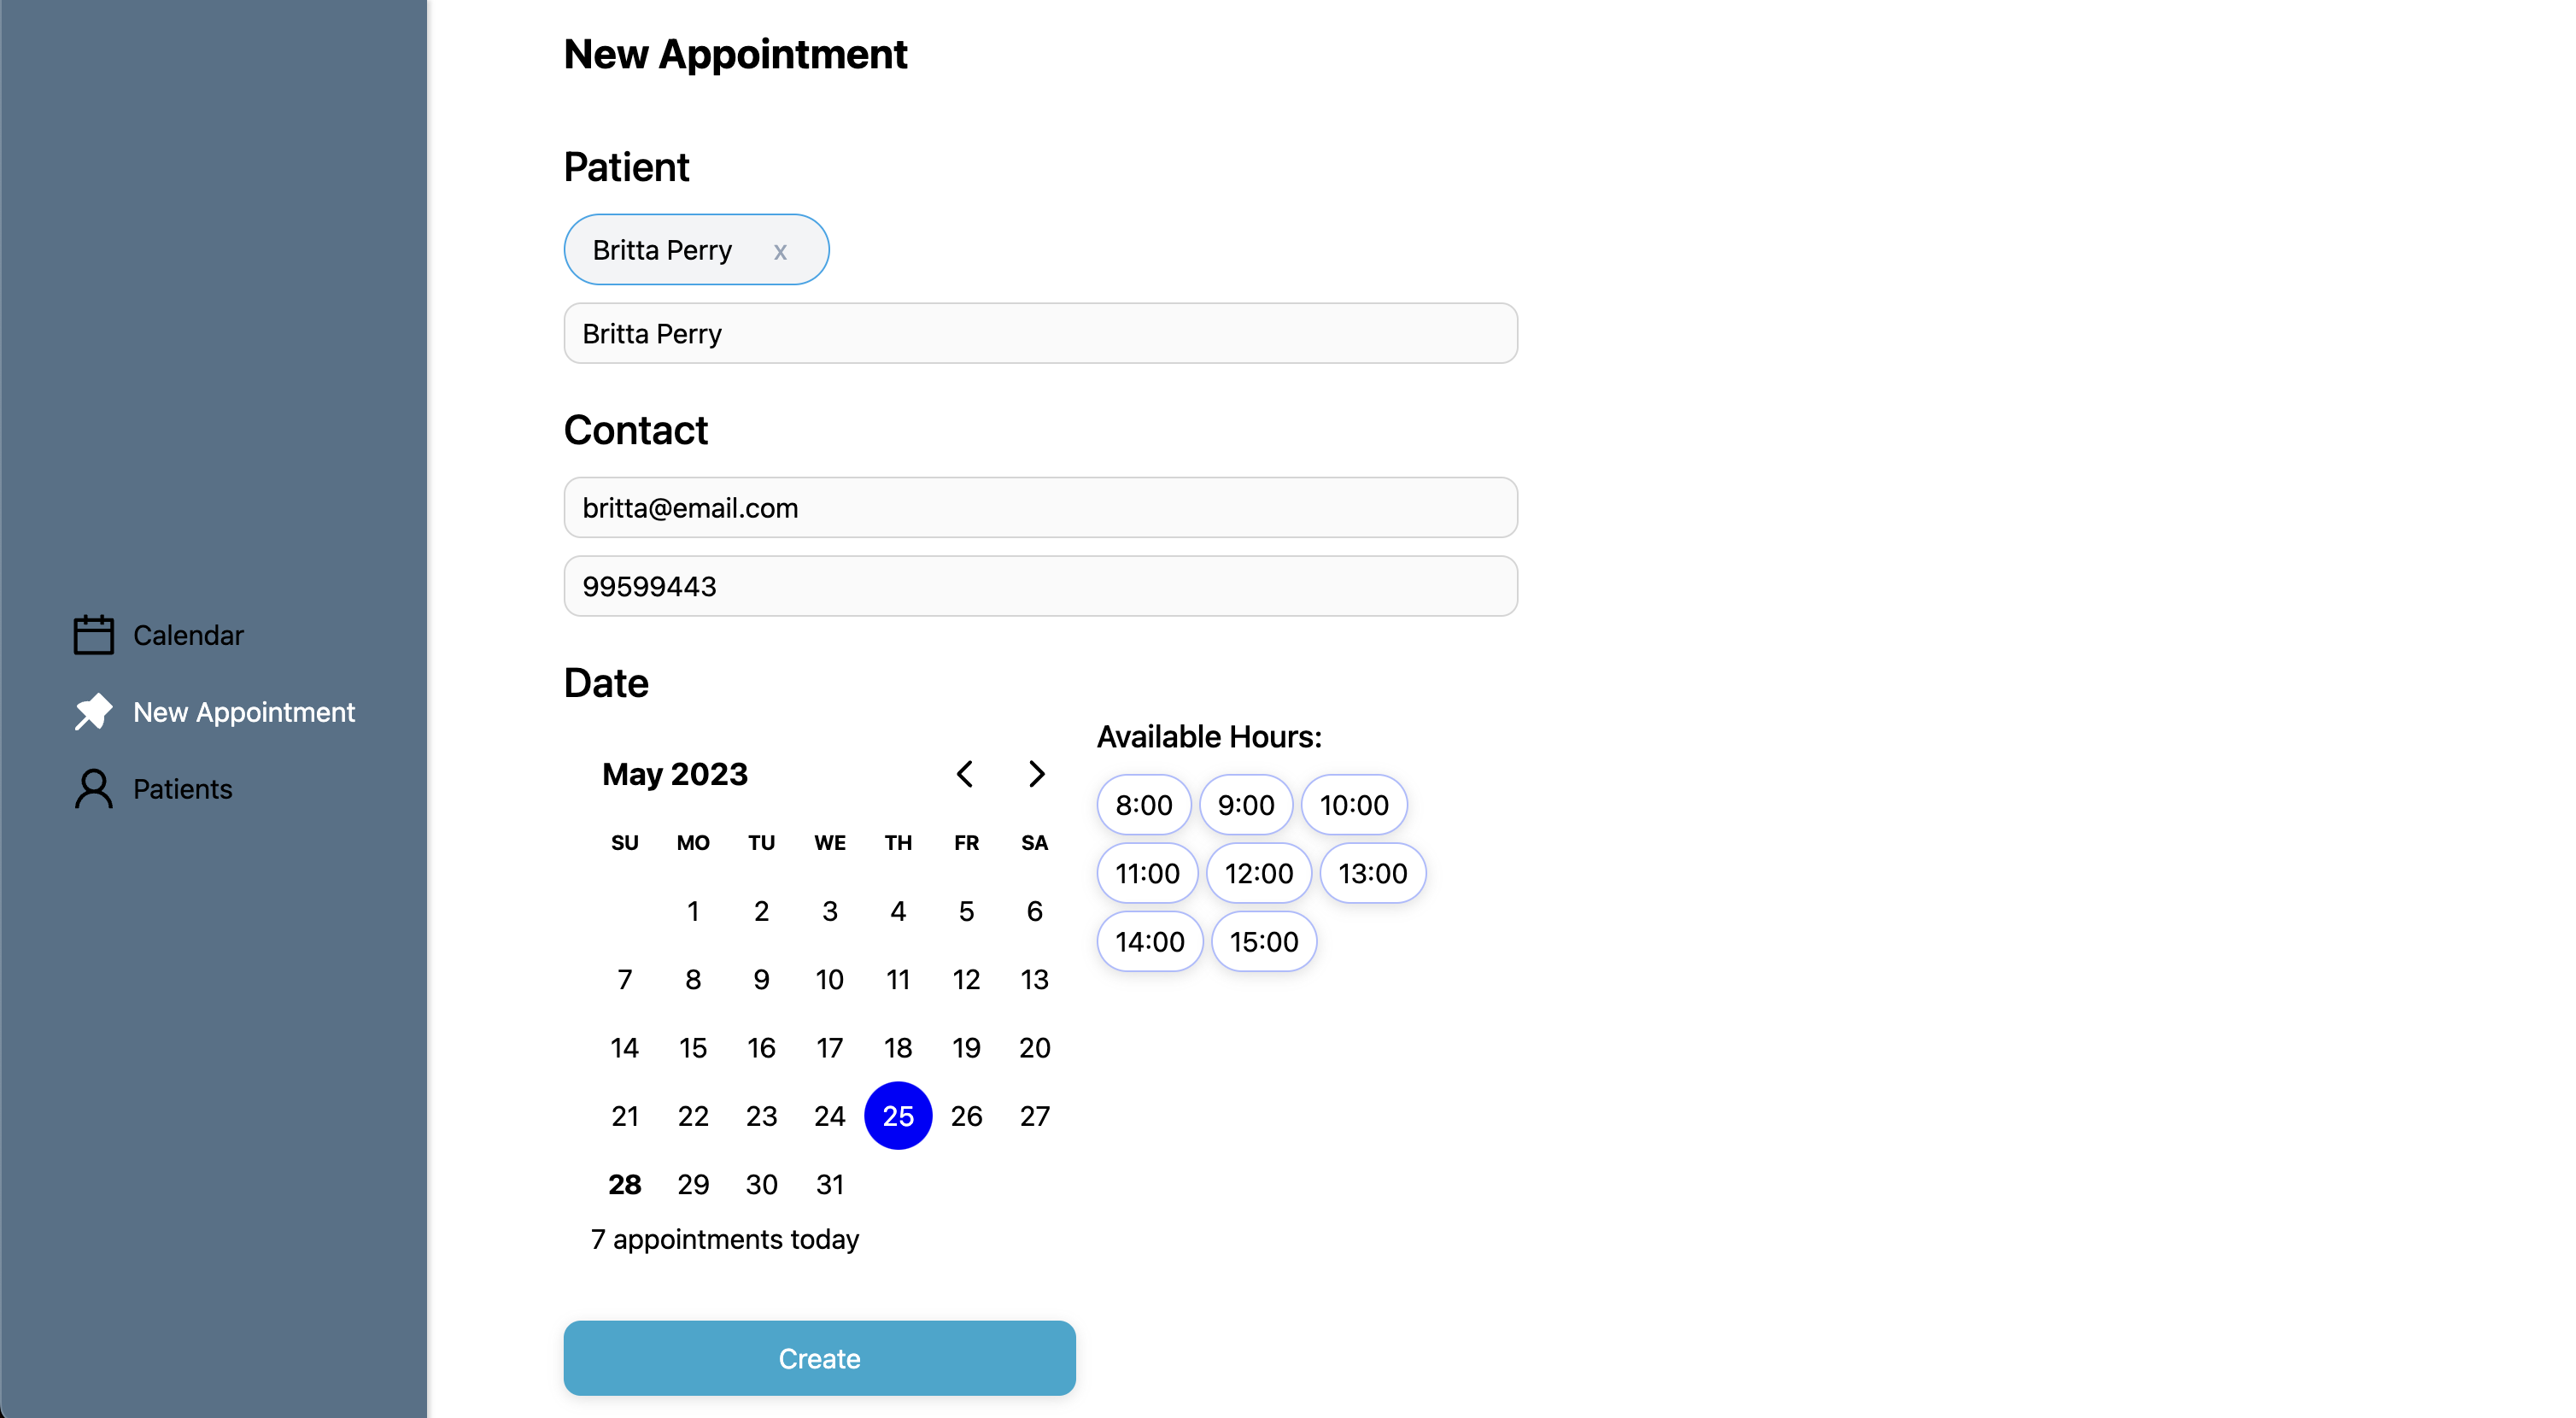 Calendar
New Appointment
Patients
New Appointment
Patient
Britta Perry x
Britta Perry
Contact
britta@email.com
99599443
Date
May 2023
SU MO TU WE TH FR SA
1 2 3 4 5 6
7 8 9 10 11 12 13
14 15 16 17 18 19 20
21 22 23 24 25 26 27
28 29 30 31
7 appointments today
Available Hours:
8:00 9:00 10:00
11:00 12:00 13:00
14:00 15:00
Create